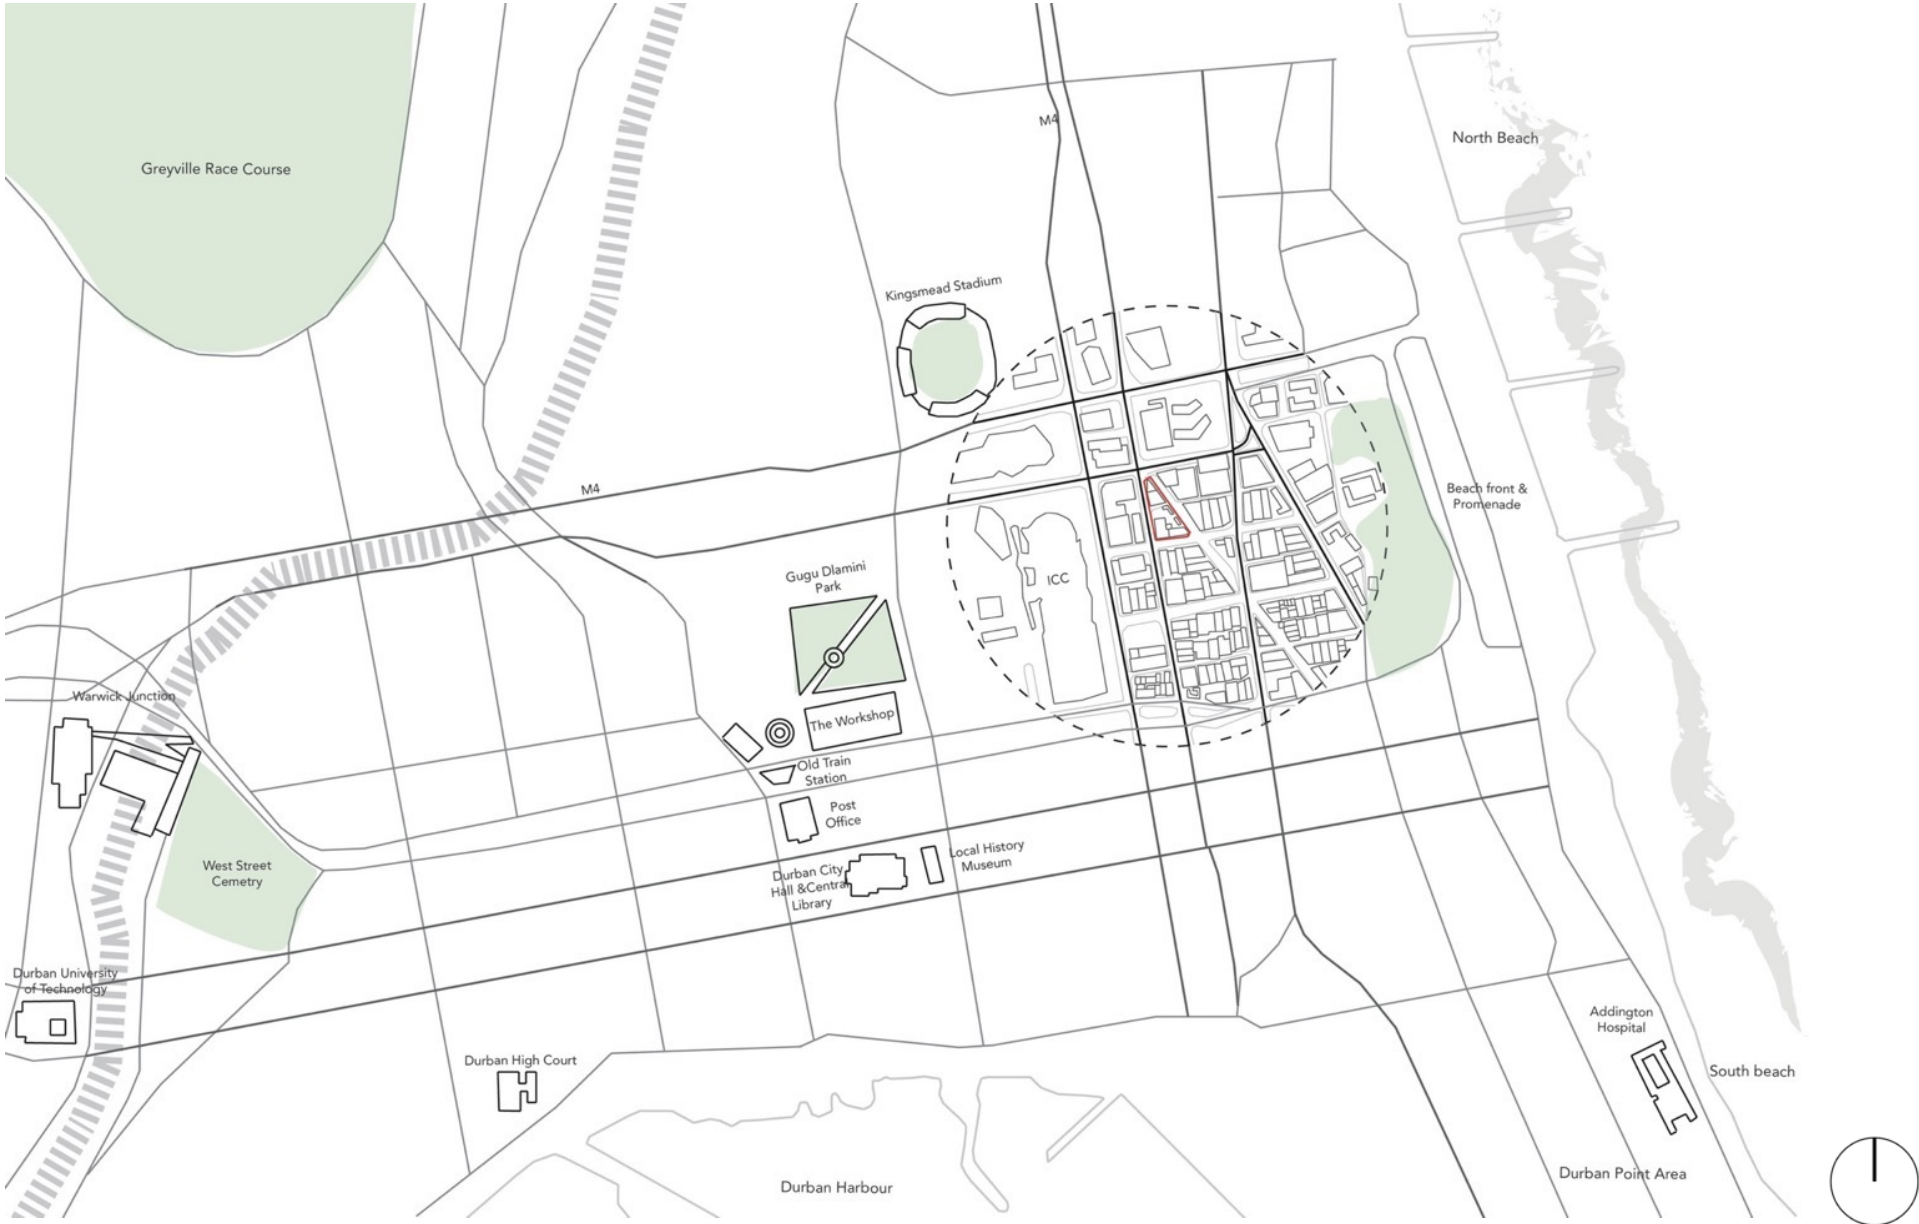 M4
North Beach
Greyville Race Course
Kingsmead Stadium
M4
Beach front &
Promenade
Gugu Dlamini
Park
ICC
Warwick Junction
The Workshop
Old Train
Station
Post
Office
West Street
Cemetry
Local History
Museum
Durban City
Hall &Central
Library
Durban University
of Technology
Addington
Hospital
Durban High Court
South beach
Durban Point Area
Durban Harbour